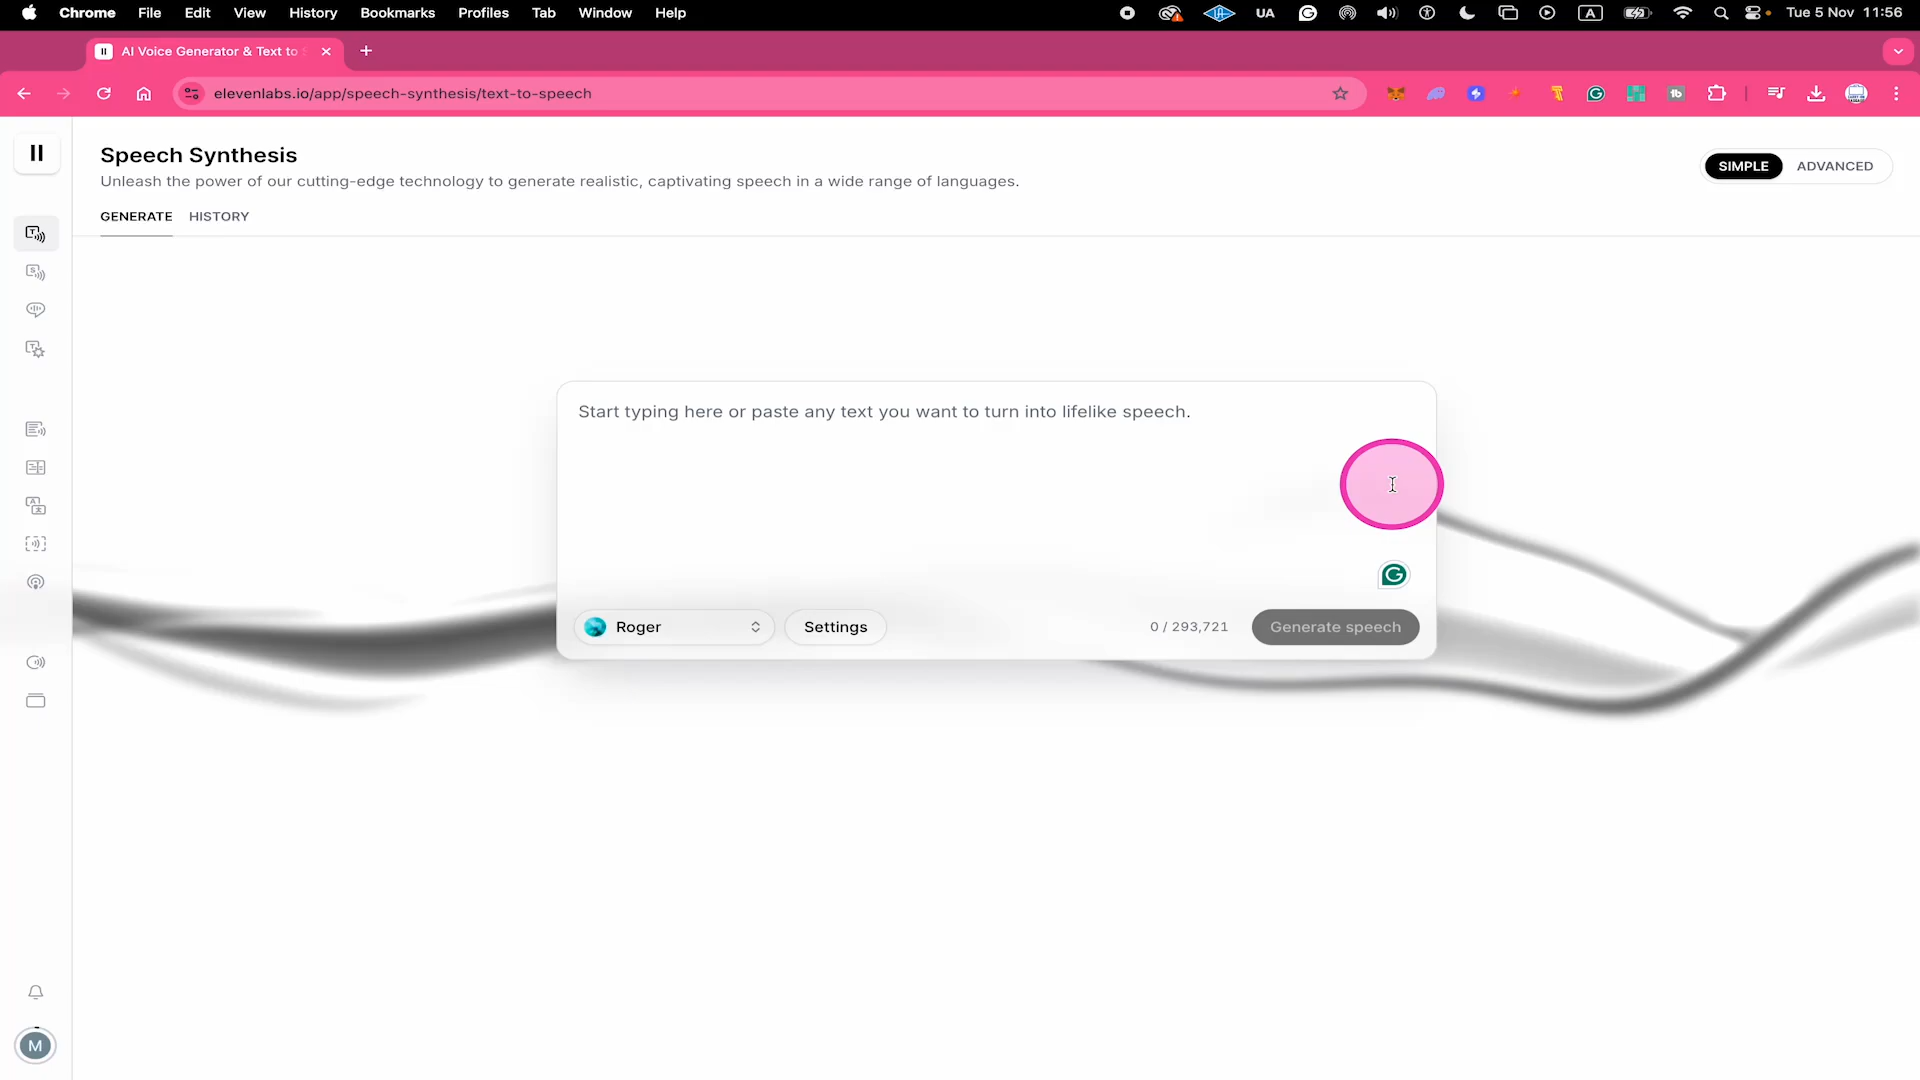 Chrome File Edit View History Bookmarks Profiles Tab Window Help UA A Tue 5 Nov 11:56
AI Voice Generator & Text to
elevenlabs.io/app/speech-synthesis/text-to-speech
Speech Synthesis
Unleash the power of our cutting-edge technology to generate realistic, captivating speech in a wide range of languages.
SIMPLE ADVANCED
GENERATE HISTORY
Start typing here or paste any text you want to turn into lifelike speech.
Roger Settings 0 / 293,721 Generate speech
M